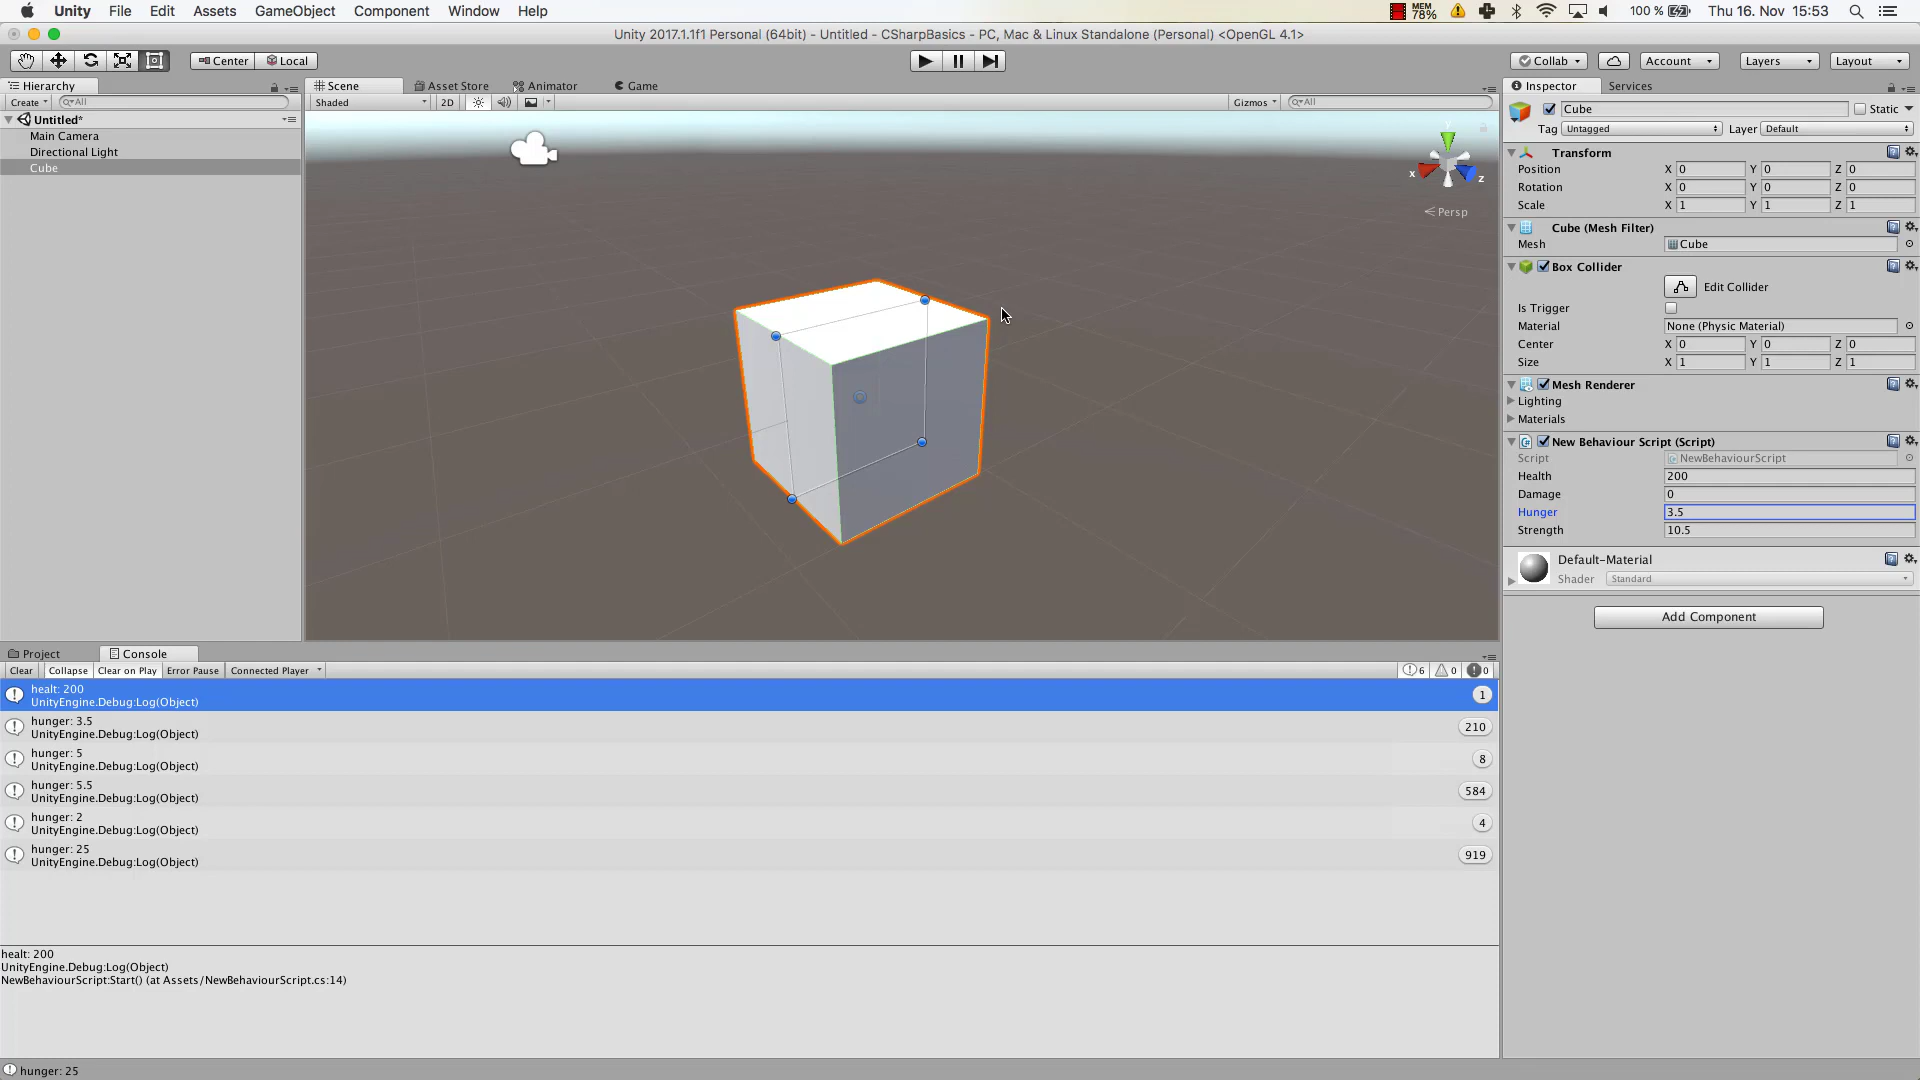 Unity File Edit Assets GameObject Component Window Help
MEM 78% 100 % Thu 16. Nov 15:53
Unity 2017.1.1f1 Personal (64bit) - Untitled - CSharpBasics - PC, Mac & Linux Standalone (Personal) <OpenGL 4.1>
Center Local
Collab Account Layers Layout
Hierarchy
Create All
Untitled*
Main Camera
Directional Light
Cube
Scene Asset Store Animator Game
Shaded 2D Gizmos All
y
x
z
Persp
Inspector Services
Cube Static
Tag Untagged Layer Default
Transform
Position X 0 Y 0 Z 0
Rotation X 0 Y 0 Z 0
Scale X 1 Y 1 Z 1
Cube (Mesh Filter)
Mesh Cube
Box Collider
Edit Collider
Is Trigger
Material None (Physic Material)
Center X 0 Y 0 Z 0
Size X 1 Y 1 Z 1
Mesh Renderer
Lighting
Materials
New Behaviour Script (Script)
Script NewBehaviourScript
Health 200
Damage 0
Hunger 3.5
Strength 10.5
Default-Material
Shader Standard
Add Component
Project Console
Clear Collapse Clear on Play Error Pause Connected Player 6 0 0
healt: 200
UnityEngine.Debug:Log(Object) 1
hunger: 3.5
UnityEngine.Debug:Log(Object) 210
hunger: 5
UnityEngine.Debug:Log(Object) 8
hunger: 5.5
UnityEngine.Debug:Log(Object) 584
hunger: 2
UnityEngine.Debug:Log(Object) 4
hunger: 25
UnityEngine.Debug:Log(Object) 919
healt: 200
UnityEngine.Debug:Log(Object)
NewBehaviourScript:Start() (at Assets/NewBehaviourScript.cs:14)
hunger: 25